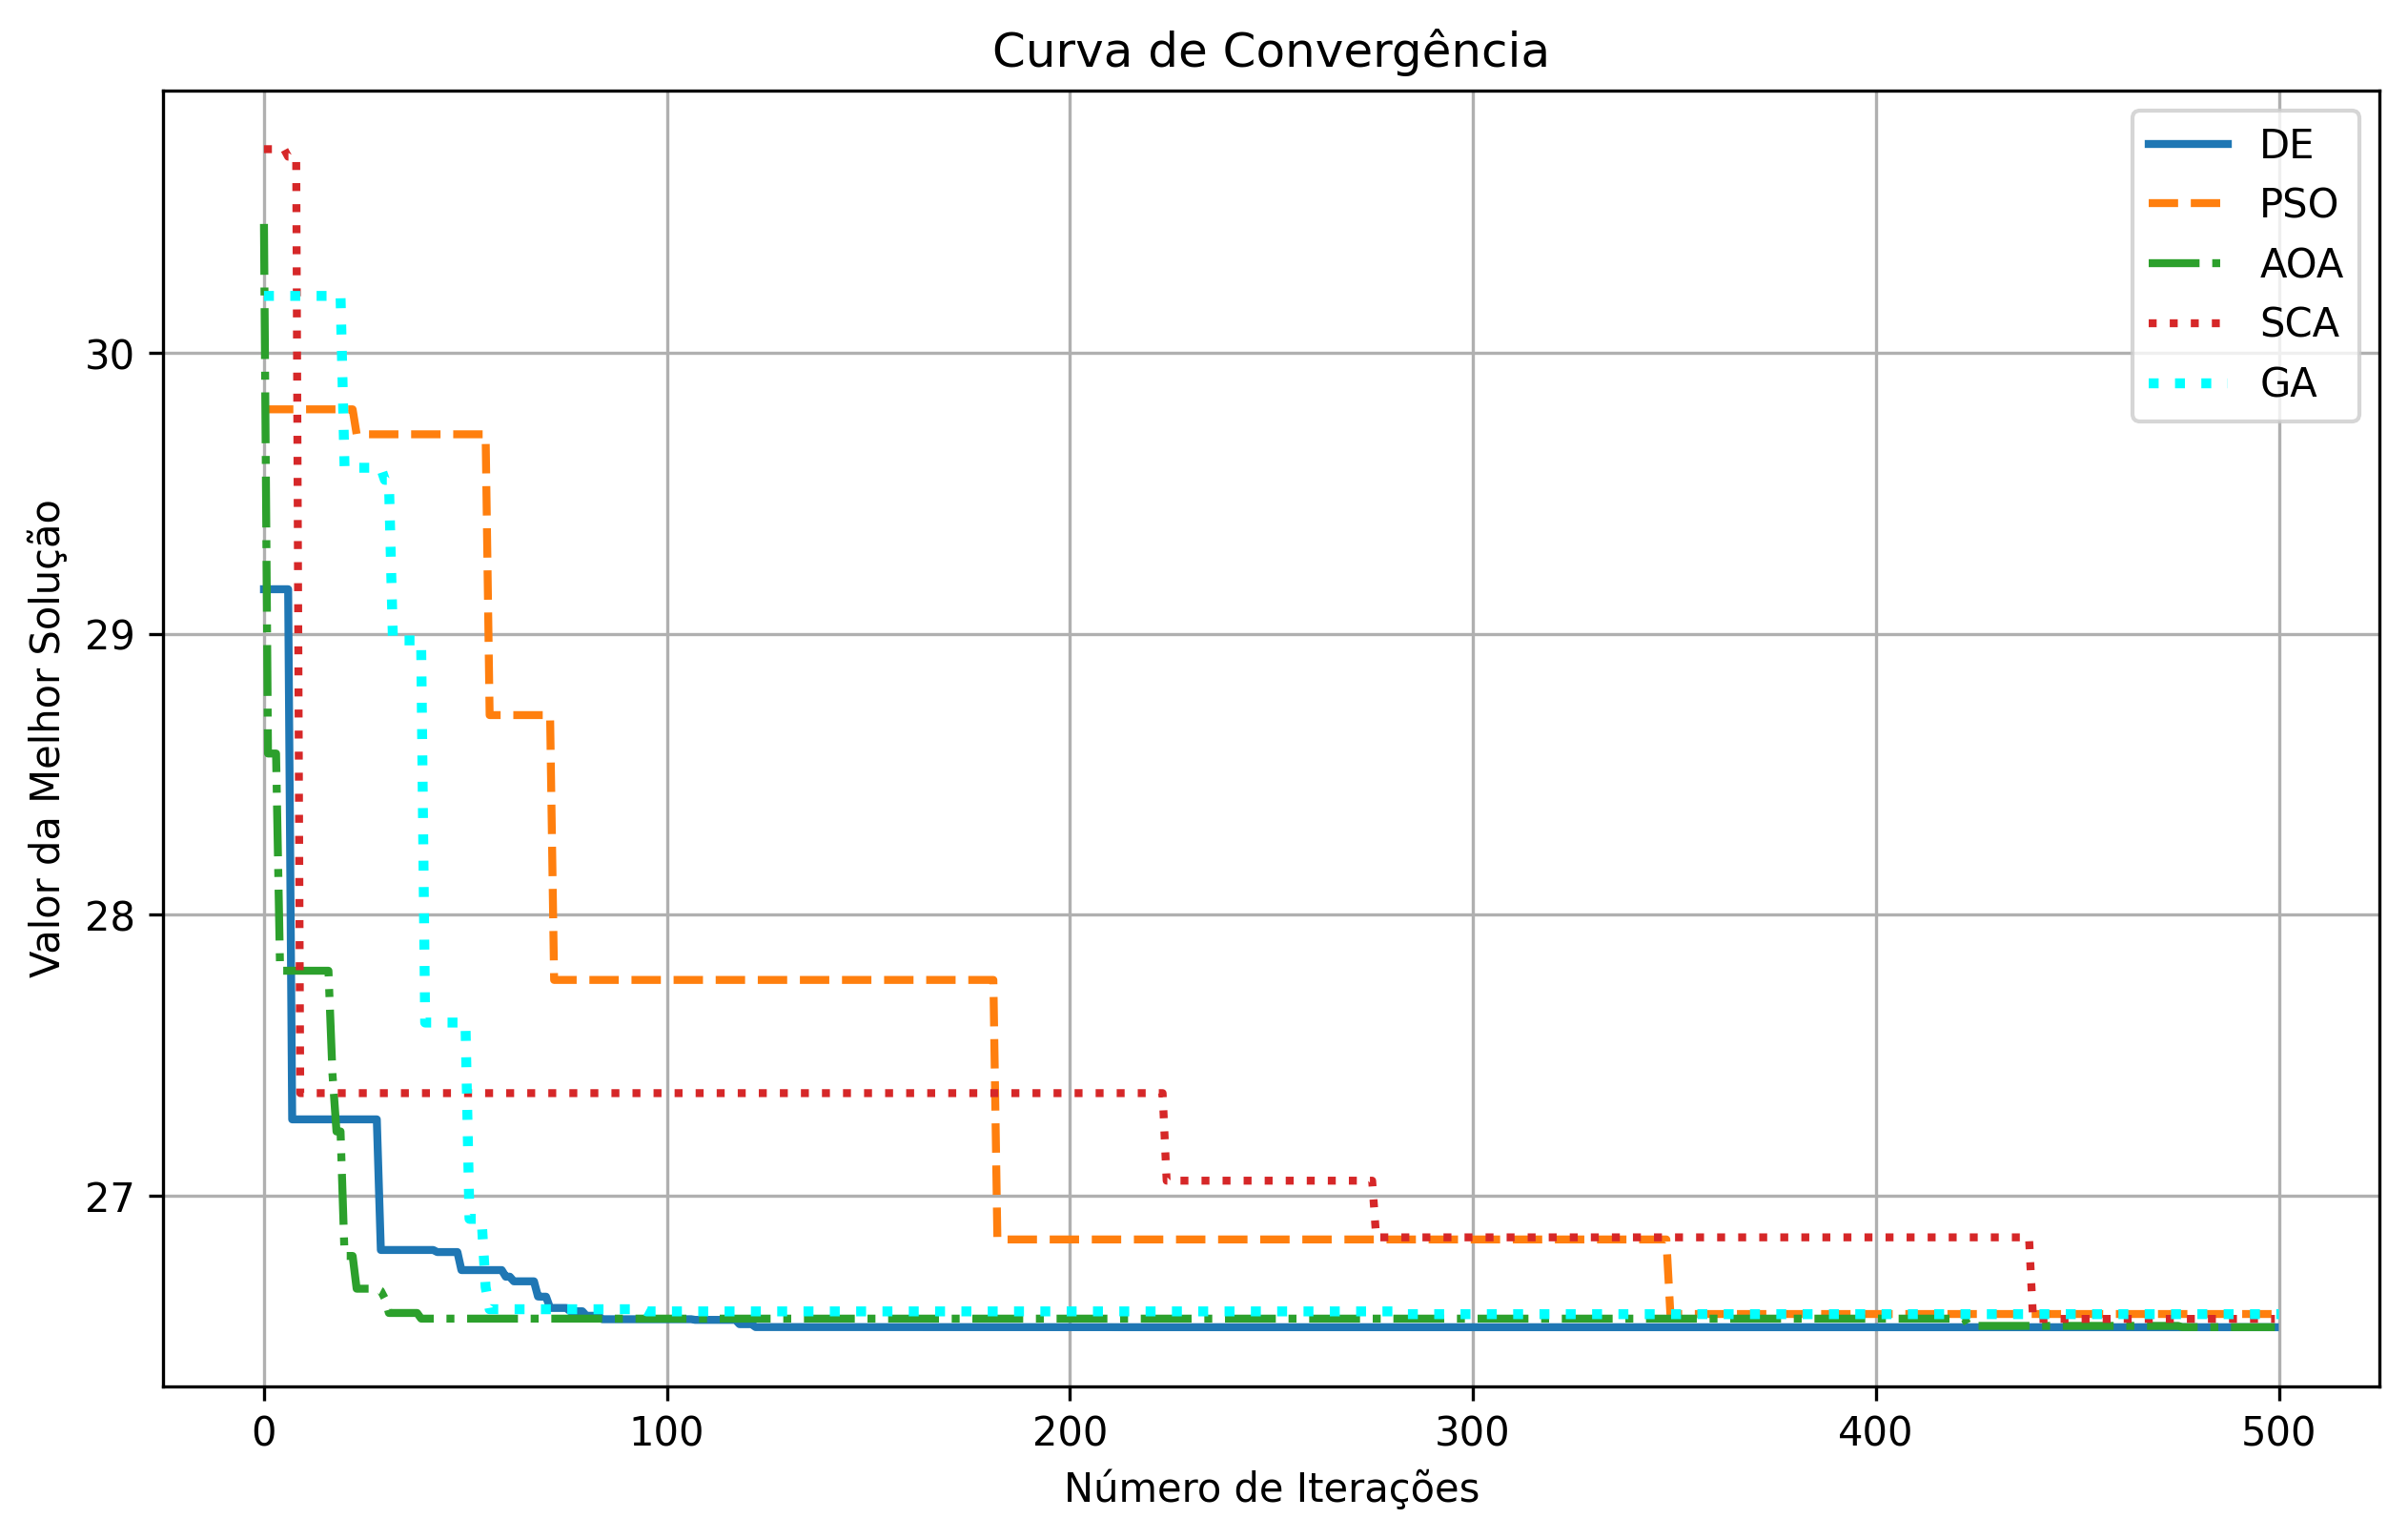 Curva de Convergência
Valor da Melhor Solução
30
29
28
27
DE
PSO
AOA
SCA
GA
0 100 200 300 400 500
Número de Iterações